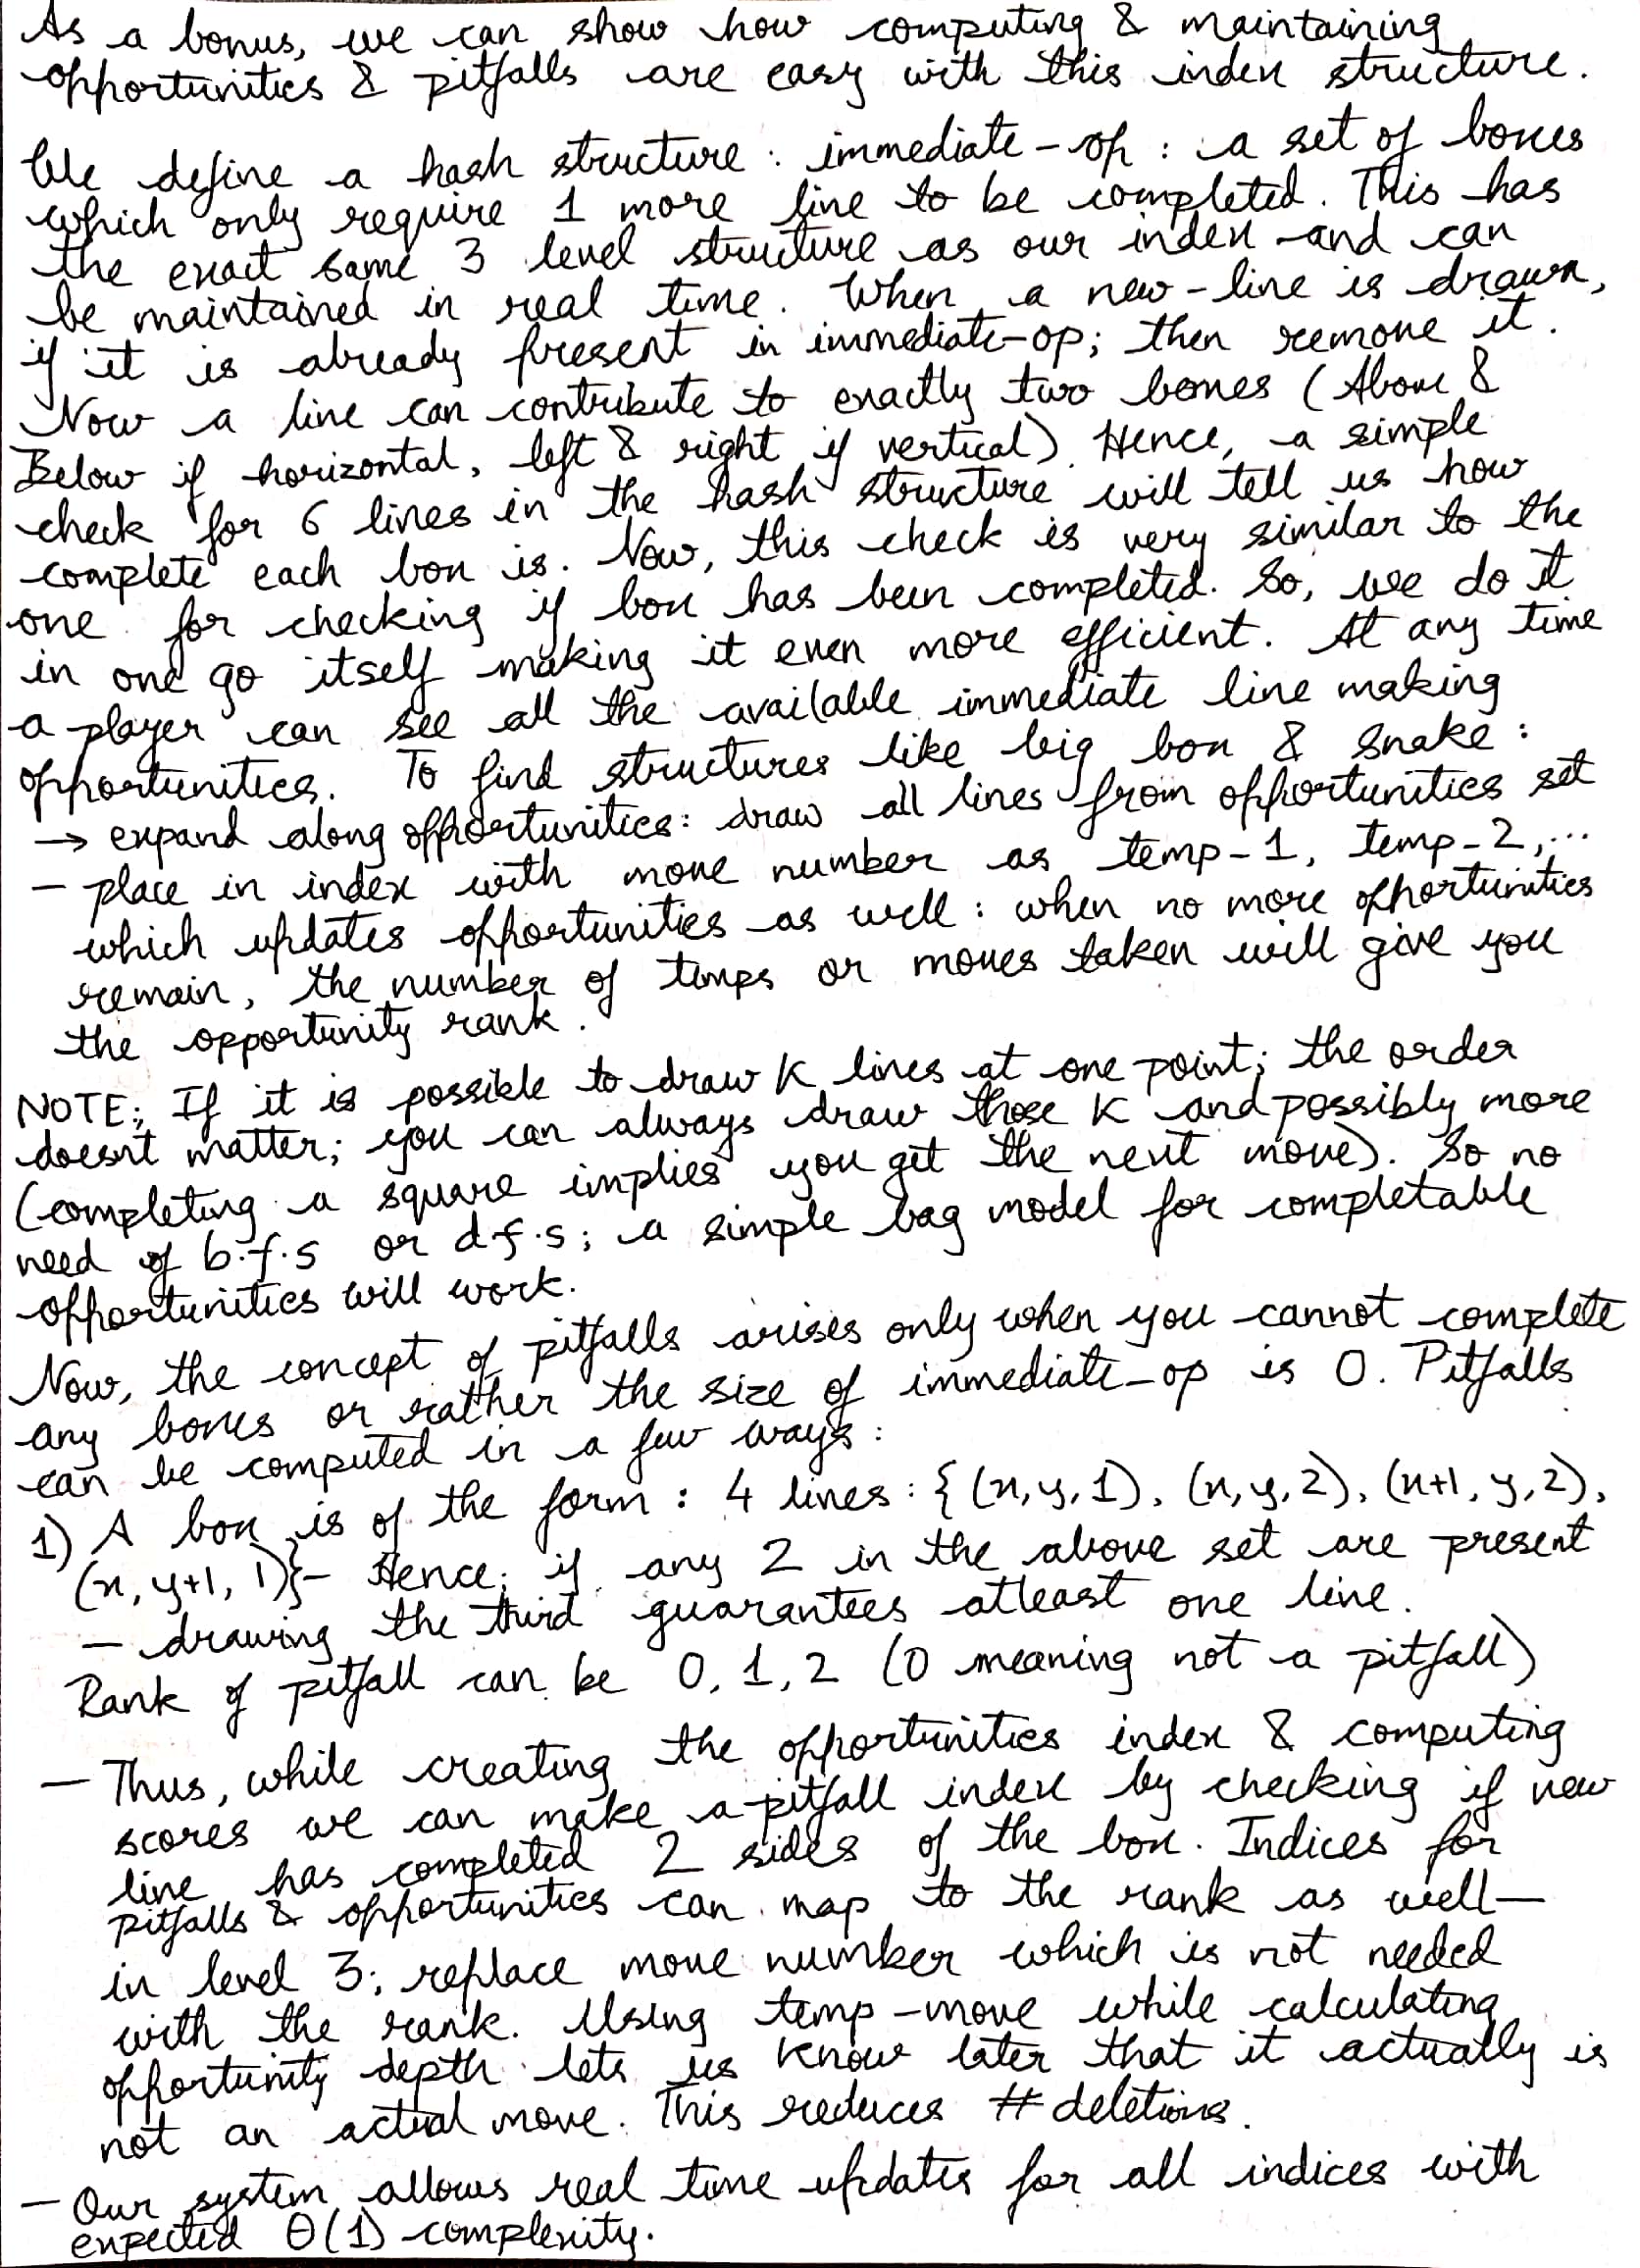 As a bonus, we can show how computing & maintaining
opportunities & pitfalls are easy with this index structure.
We define a hash structure : immediate-op : a set of boxes
which only require 1 more line to be completed. This has
the exact same 3 level structure as our index and can
be maintained in real time. When a new-line is drawn,
if it is already present in immediate-op; then remove it.
Now a line can contribute to exactly two boxes (Above &
Below if horizontal, left & right if vertical). Hence, a simple
check for 6 lines in the hash structure will tell us how
complete each box is. Now, this check is very similar to the
one for checking if box has been completed. So, we do it
in one go itself making it even more efficient. At any time
a player can see all the available immediate line making
opportunities. To find structures like big box & snake :
→ expand along opportunities: draw all lines from opportunities set
- place in index with move number as temp-1, temp-2,...
which updates opportunities as well : when no more opportunities
remain, the number of temps or moves taken will give you
the opportunity rank.
NOTE: If it is possible to draw K lines at one point; the order
doesnt matter; you can always draw those K and possibly more
(completing a square implies you get the next move). So no
need of b.f.s or d.f.s; a simple bag model for completable
opportunities will work.
Now, the concept of pitfalls arises only when you cannot complete
any boxes or rather the size of immediate_op is 0. Pitfalls
can be computed in a few ways :
1) A box is of the form : 4 lines : {(x,y,1), (x,y,2), (x+1,y,2),
(x,y+1,1)}- Hence; if any 2 in the above set are present
- drawing the third guarantees atleast one line.
Rank of pitfall can be 0, 1, 2 (0 meaning not a pitfall)
- Thus, while creating the opportunities index & computing
scores we can make a pitfall index by checking if new
line has completed 2 sides of the box. Indices for
pitfalls & opportunities can map to the rank as well—
in level 3; replace move number which is not needed
with the rank. Using temp-move while calculating
opportunity depth lets us know later that it actually is
not an actual move. This reduces # deletions.
- Our system allows real time updates for all indices with
expected Θ(1) complexity.